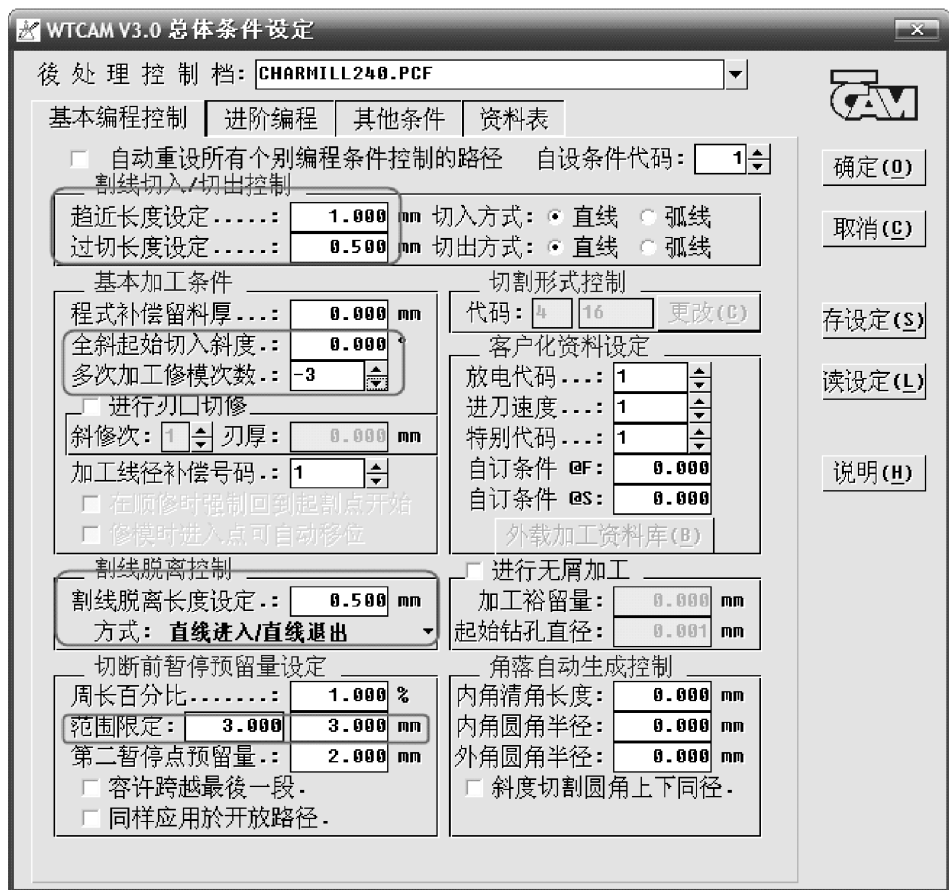 WTCAM V3.0 总体条件设定
後处理控制档: CHARMILL240.PCF
CAM
基本编程控制 进阶编程 其他条件 资料表
自动重设所有个别编程条件控制的路径 自设条件代码: 1
确定(O)
割线切入/切出控制
趋近长度设定.....: 1.000 mm 切入方式: 直线 弧线
过切长度设定.....: 0.500 mm 切出方式: 直线 弧线
取消(C)
基本加工条件
程式补偿留料厚...: 0.000 mm
全斜起始切入斜度.: 0.000 °
多次加工修模次数.: -3
进行刃口切修
斜修次: 1 刃厚: 0.000 mm
加工线径补偿号码.: 1
在顺修时强制回到起割点开始
修模时进入点可自动移位
切割形式控制
代码: 4 16 更改(C)
存设定(S)
客户化资料设定
放电代码...: 1
进刀速度...: 1
特别代码...: 1
自订条件 @F: 0.000
自订条件 @S: 0.000
外载加工资料库(B)
读设定(L)
说明(H)
割线脱离控制
割线脱离长度设定.: 0.500 mm
方式: 直线进入/直线退出
进行无屑加工
加工裕留量: 0.000 mm
起始钻孔直径: 0.001 mm
切断前暂停预留量设定
周长百分比.......: 1.000 %
范围限定: 3.000 3.000 mm
第二暂停点预留量.: 2.000 mm
容许跨越最後一段.
同样应用於开放路径.
角落自动生成控制
内角清角长度: 0.000 mm
内角圆角半径: 0.000 mm
外角圆角半径: 0.000 mm
斜度切割圆角上下同径.